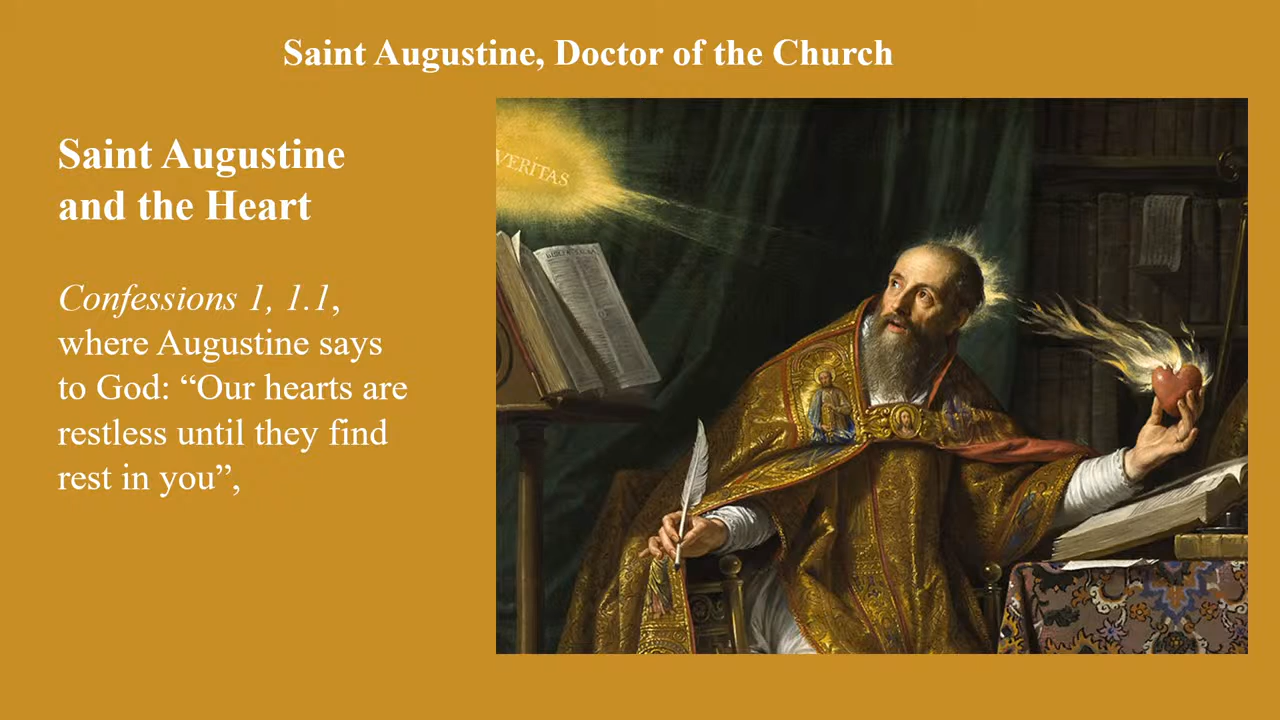 Saint Augustine, Doctor of the Church
Saint Augustine
and the Heart
Confessions 1, 1.1,
where Augustine says
to God: “Our hearts are
restless until they find
rest in you”,
VERITAS